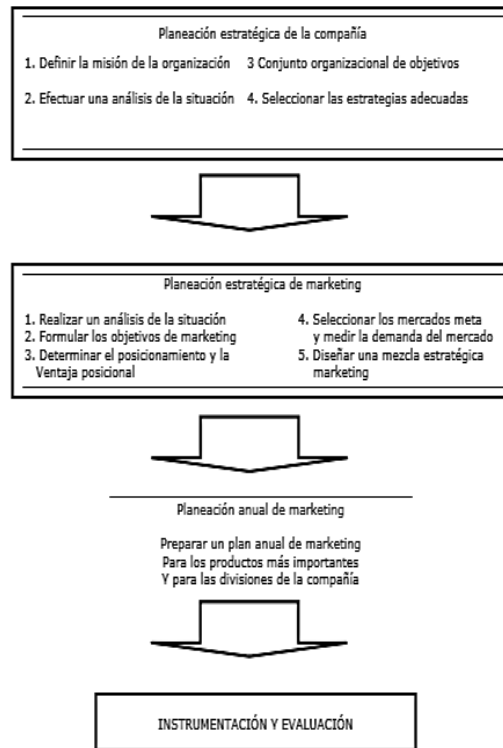 Planeación estratégica de la compañía
1. Definir la misión de la organización 3 Conjunto organizacional de objetivos
2. Efectuar una análisis de la situación 4. Seleccionar las estrategias adecuadas
Planeación estratégica de marketing
1. Realizar un análisis de la situación
2. Formular los objetivos de marketing
3. Determinar el posicionamiento y la
Ventaja posicional
4. Seleccionar los mercados meta
y medir la demanda del mercado
5. Diseñar una mezcla estratégica
marketing
Planeación anual de marketing
Preparar un plan anual de marketing
Para los productos más importantes
Y para las divisiones de la compañía
INSTRUMENTACIÓN Y EVALUACIÓN